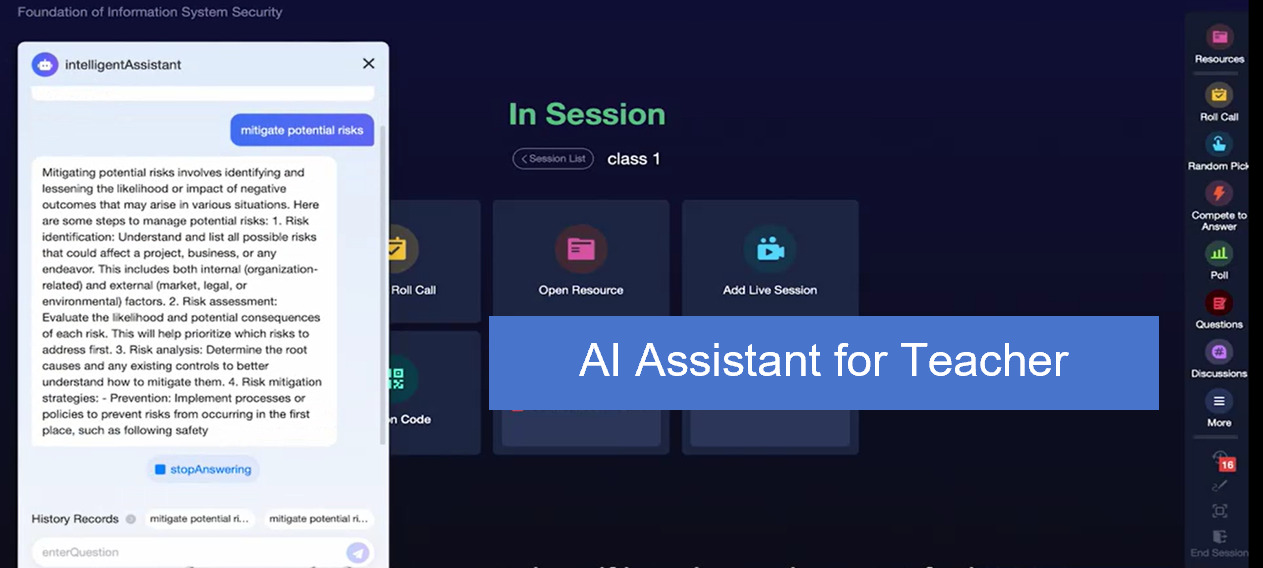 Foundation of Information System Security
intelligentAssistant
mitigate potential risks
Mitigating potential risks involves identifying and
lessening the likelihood or impact of negative
outcomes that may arise in various situations. Here
are some steps to manage potential risks: 1. Risk
identification: Understand and list all possible risks
that could affect a project, business, or any
endeavor. This includes both internal (organization-
related) and external (market, legal, or
environmental) factors. 2. Risk assessment:
Evaluate the likelihood and potential consequences
of each risk. This will help prioritize which risks to
address first. 3. Risk analysis: Determine the root
causes and any existing controls to better
understand how to mitigate them. 4. Risk mitigation
strategies: - Prevention: Implement processes or
policies to prevent risks from occurring in the first
place, such as following safety
stopAnswering
History Records
mitigate potential ri...
mitigate potential ri...
enterQuestion
In Session
Session List
class 1
Roll Call
Open Resource
Add Live Session
Code
AI Assistant for Teacher
Resources
Roll Call
Random Pick
Compete to
Answer
Poll
Questions
Discussions
More
16
End Session